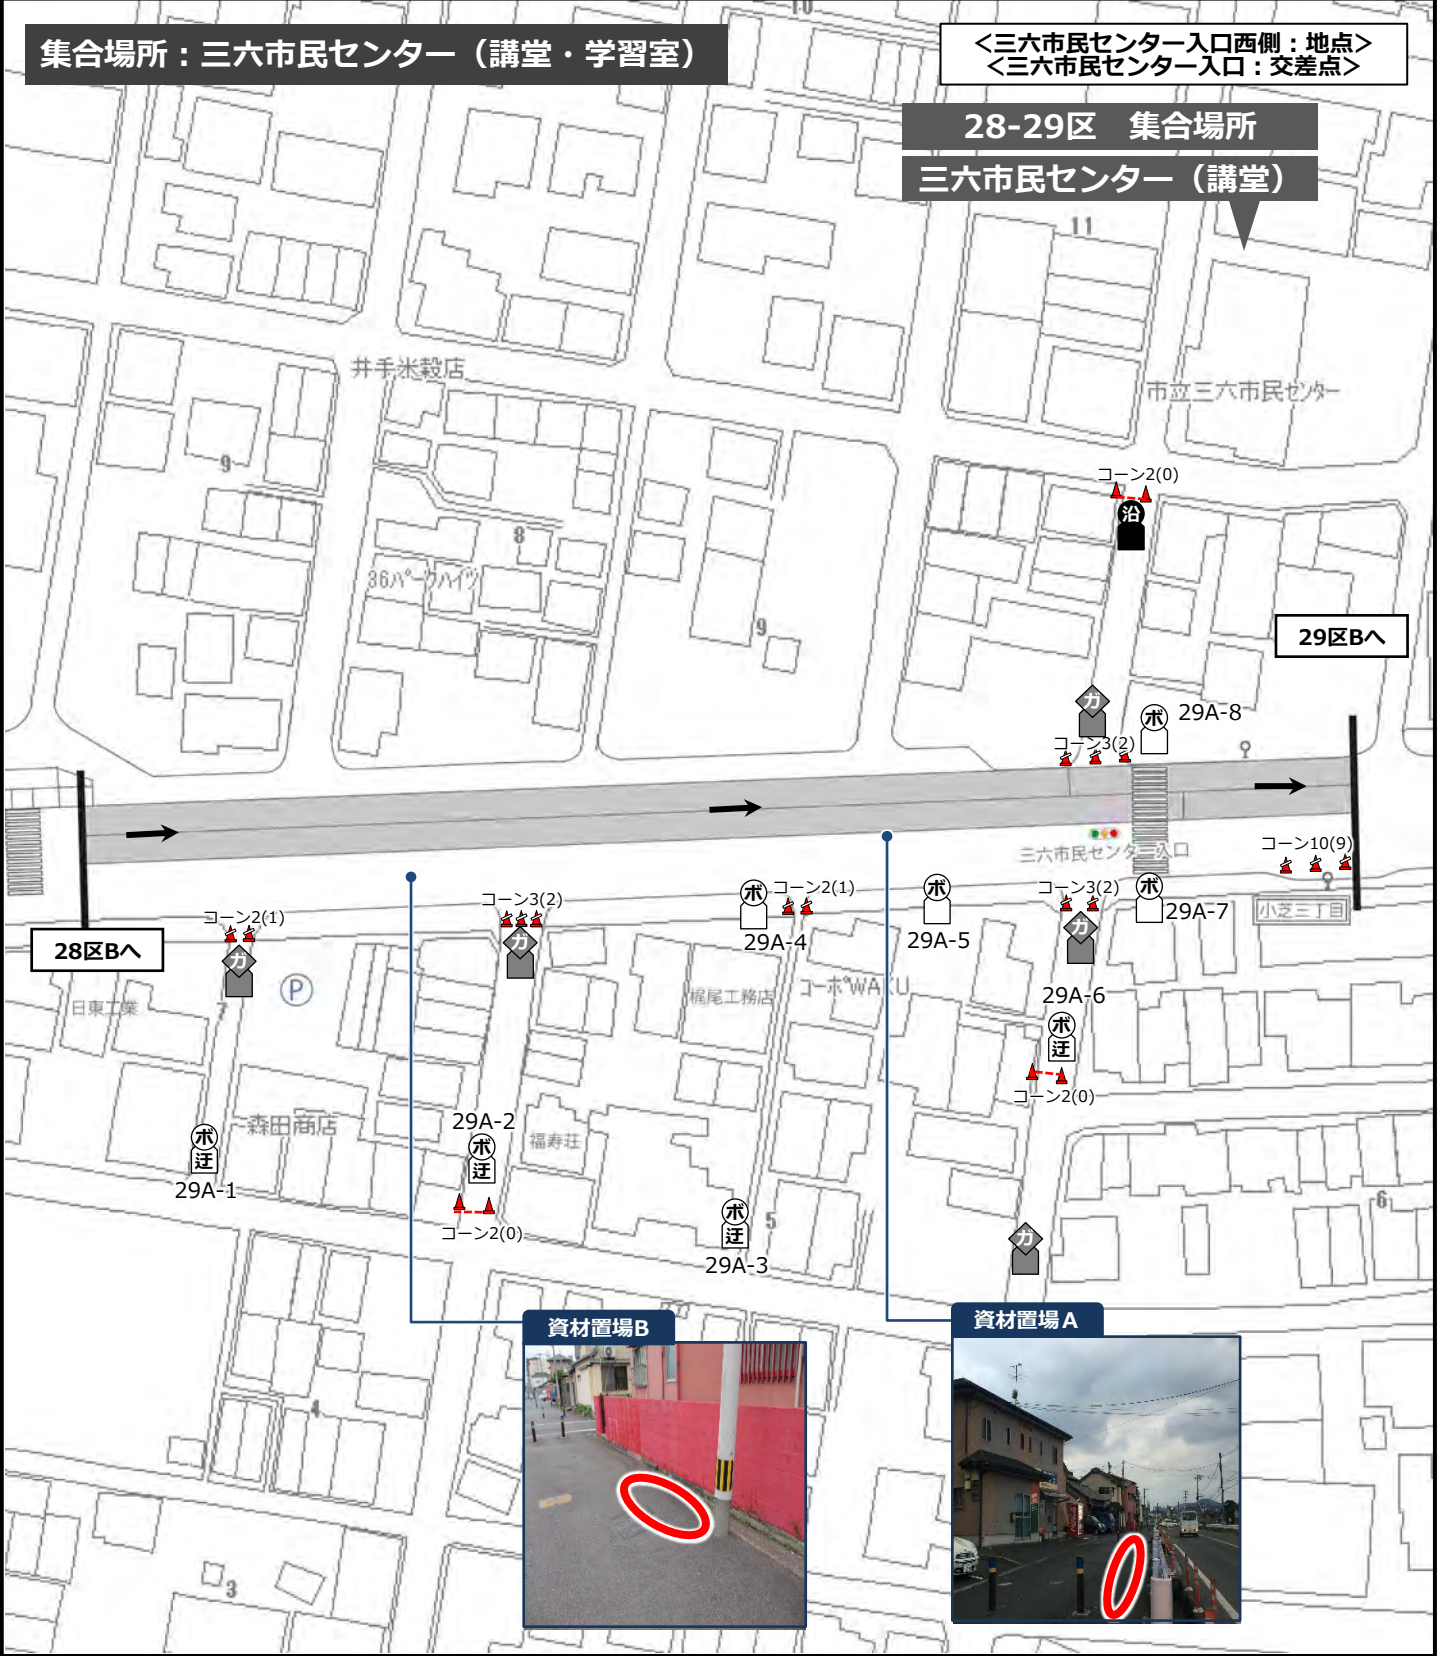 10
集合場所：三六市民センター（講堂・学習室）
<三六市民センター入口西側：地点>
<三六市民センター入口：交差点>
28-29区　集合場所
三六市民センター（講堂）
11
井手米穀店
市立三六市民センター
9
コーン2(0)
沿
8
36パークハイツ
9
29区Bへ
ガ
ボ
29A-8
コーン3(2)
三六市民センター入口
コーン10(9)
コーン2(1)
コーン3(2)
ボ
コーン2(1)
ボ
コーン3(2)
ボ
29A-7
小芝三丁目
28区Bへ
ガ
ガ
29A-4
29A-5
ガ
P
日東工業
7
梶尾工務店
コーポWAKU
29A-6
ボ
迂
コーン2(0)
森田商店
29A-2
福寿荘
ボ
迂
29A-1
ボ
迂
コーン2(0)
ボ
迂
29A-3
5
6
ガ
資材置場B
資材置場A
4
3